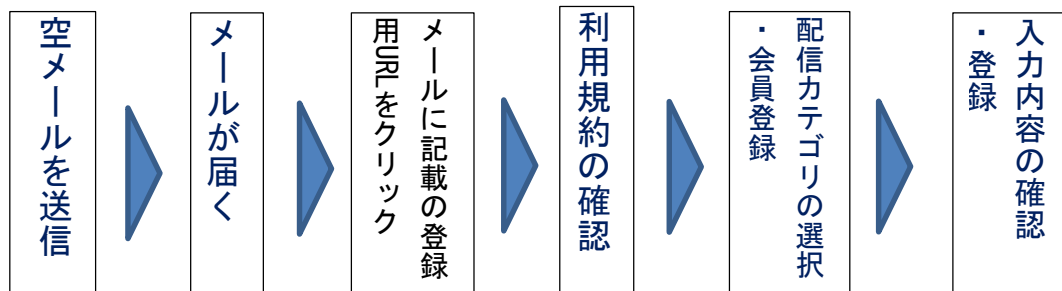 空メールを送信
メールが届く
メールに記載の登録
用URLをクリック
利用規約の確認
配信カテゴリの選択
・会員登録
入力内容の確認
・登録